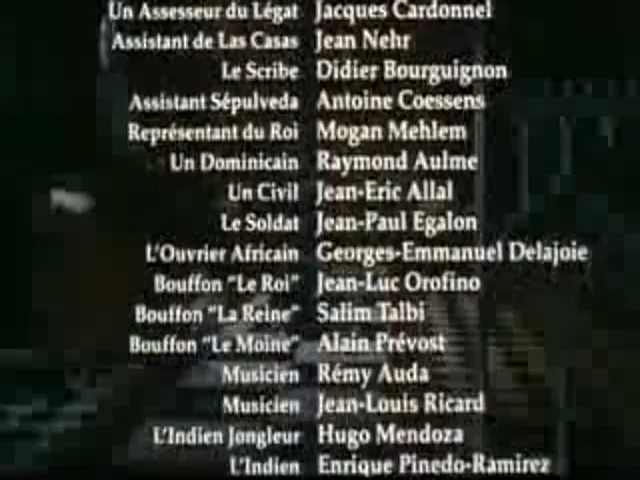 Un Assesseur du Légat Jacques Cardonnel
Assistant de Las Casas Jean Nehr
Le Scribe Didier Bourguignon
Assistant Sépulveda Antoine Coessens
Représentant du Roi Mogan Mehlem
Un Dominicain Raymond Aulme
Un Civil Jean-Eric Allal
Le Soldat Jean-Paul Egalon
L'Ouvrier Africain Georges-Emmanuel Delajoie
Bouffon "Le Roi" Jean-Luc Orofino
Bouffon "La Reine" Salim Talbi
Bouffon "Le Moine" Alain Prévost
Musicien Rémy Auda
Musicien Jean-Louis Ricard
L'Indien Jongleur Hugo Mendoza
L'Indien Enrique Pinedo-Ramirez